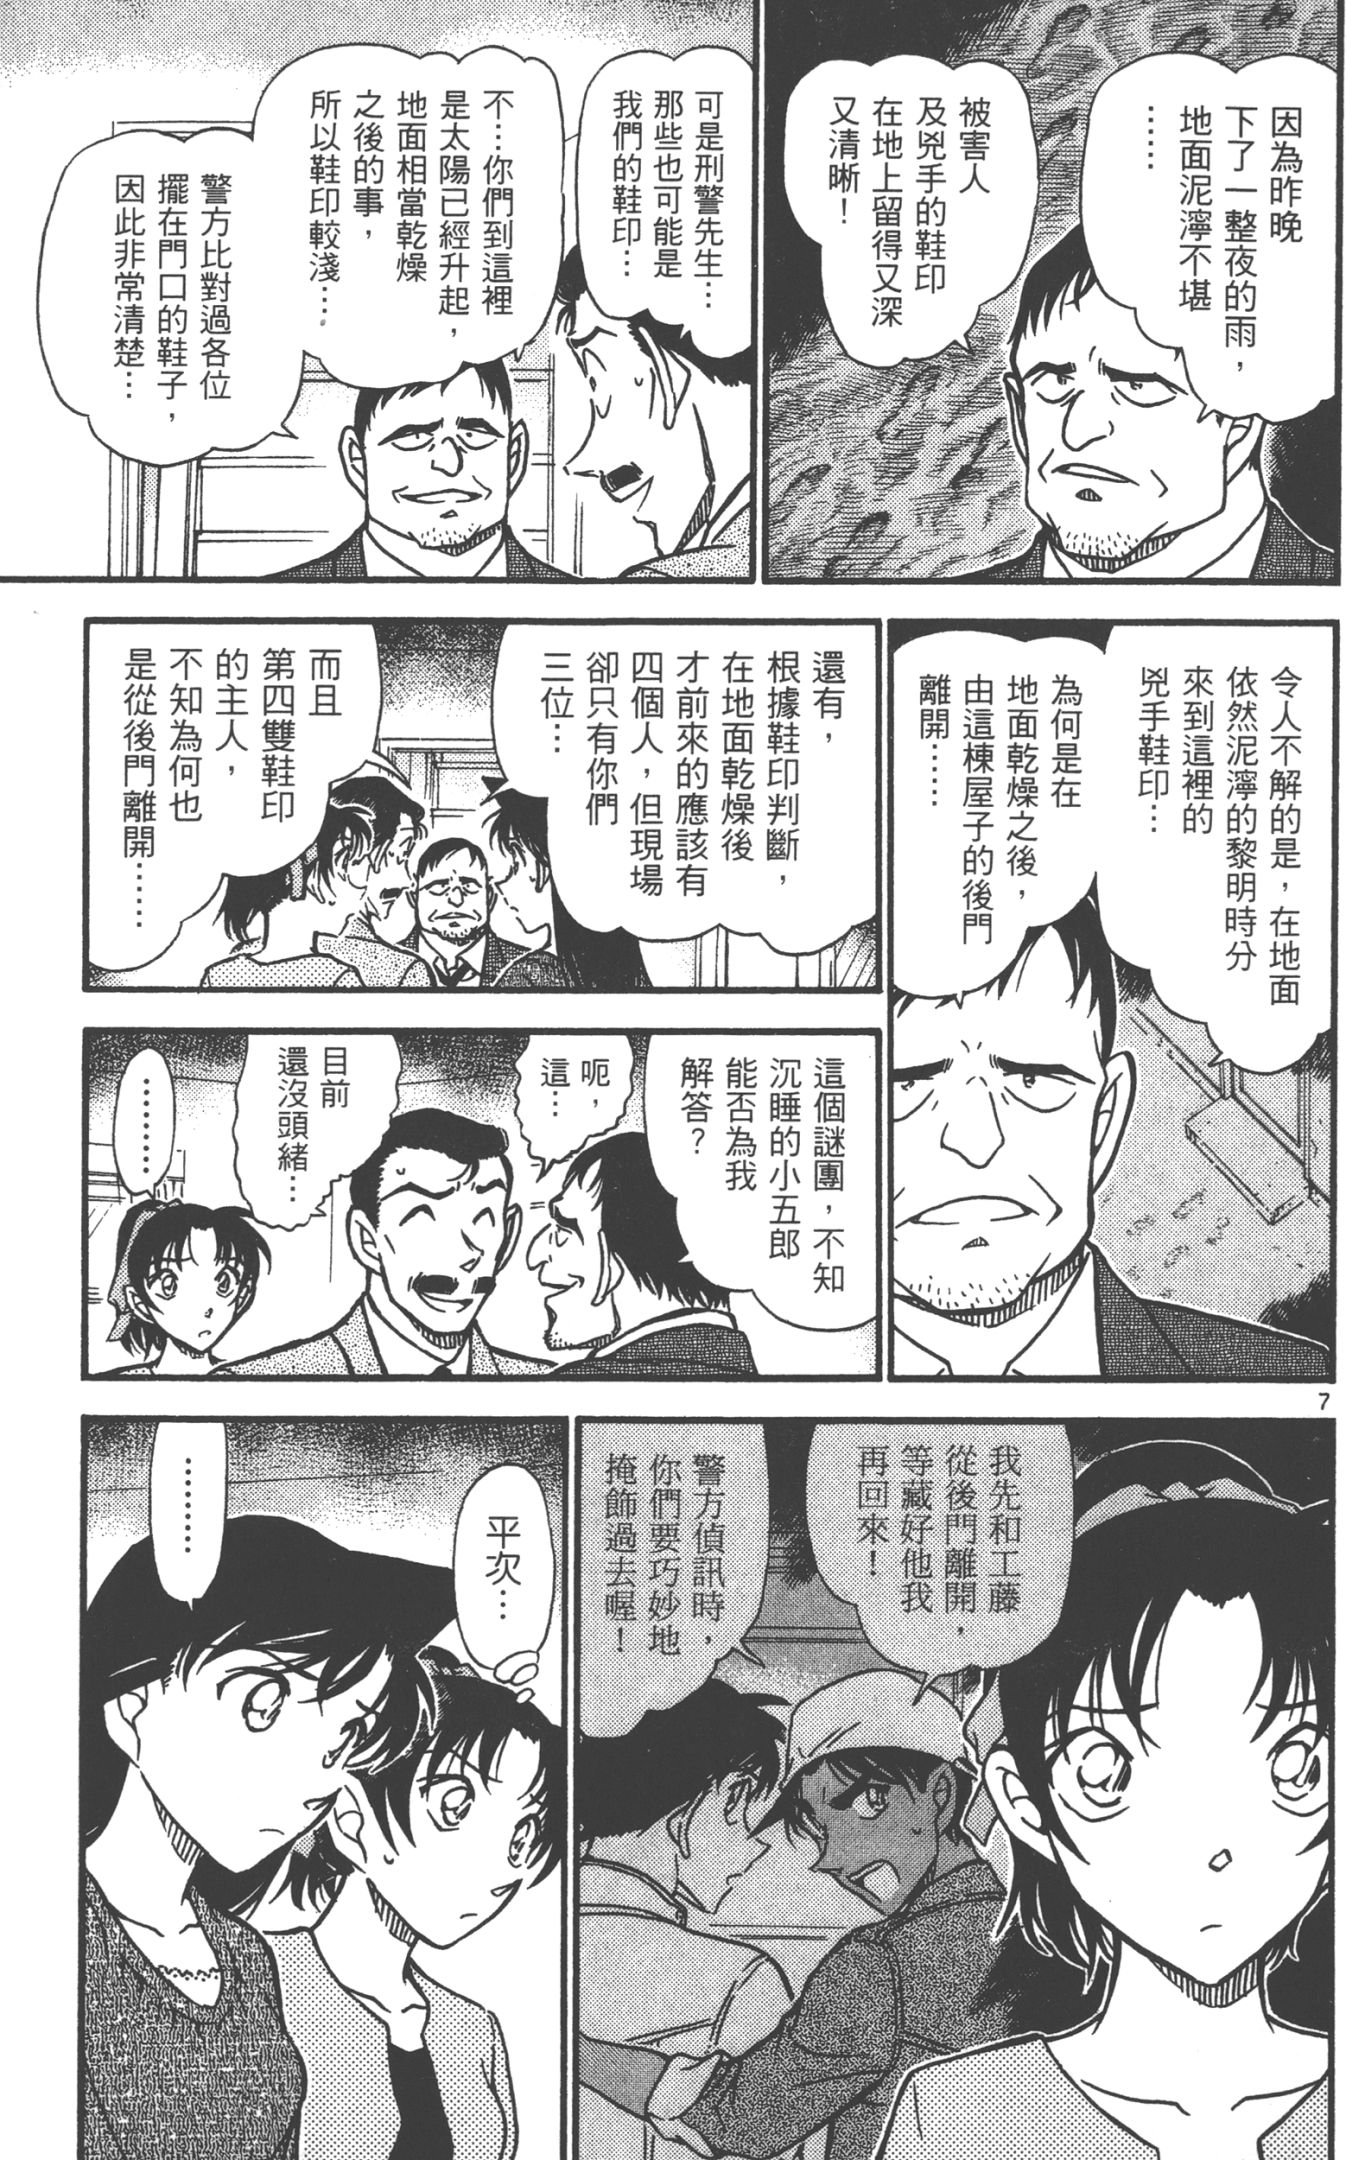 因為昨晚
下了一整夜的雨，
地面泥濘不堪
……
被害人
及兇手的鞋印
在地上留得又深
又清晰！
可是刑警先生…
那些也可能是
我們的鞋印…
不…你們到這裡
是太陽已經升起，
地面相當乾燥
之後的事，
所以鞋印較淺…
警方比對過各位
擺在門口的鞋子，
因此非常清楚…
令人不解的是，在地面
依然泥濘的黎明時分
來到這裡的
兇手鞋印…
為何是在
地面乾燥之後，
由這棟屋子的後門
離開……
還有，
根據鞋印判斷，
在地面乾燥後
才前來的應該有
四個人，但現場
卻只有你們
三位…
而且
第四雙鞋印
的主人，
不知為何也
是從後門離開……
這個謎團，不知
沉睡的小五郎
能否為我
解答？
呃，
這…
目前
還沒頭緒…
………
7
我先和工藤
從後門離開，
等藏好他我
再回來！
警方偵訊時，
你們要巧妙地
掩飾過去喔！
平次…
………